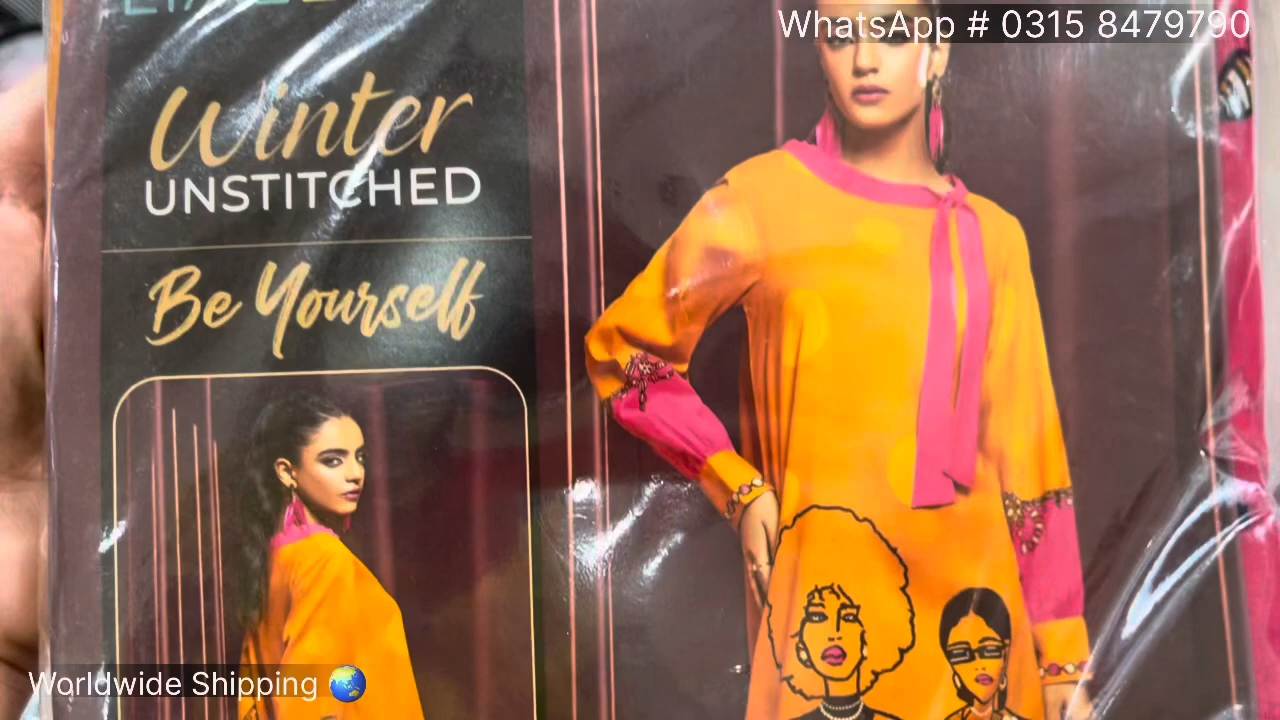 WhatsApp # 0315 8479790
Winter
UNSTITCHED
Be Yourself
Worldwide Shipping 🌏